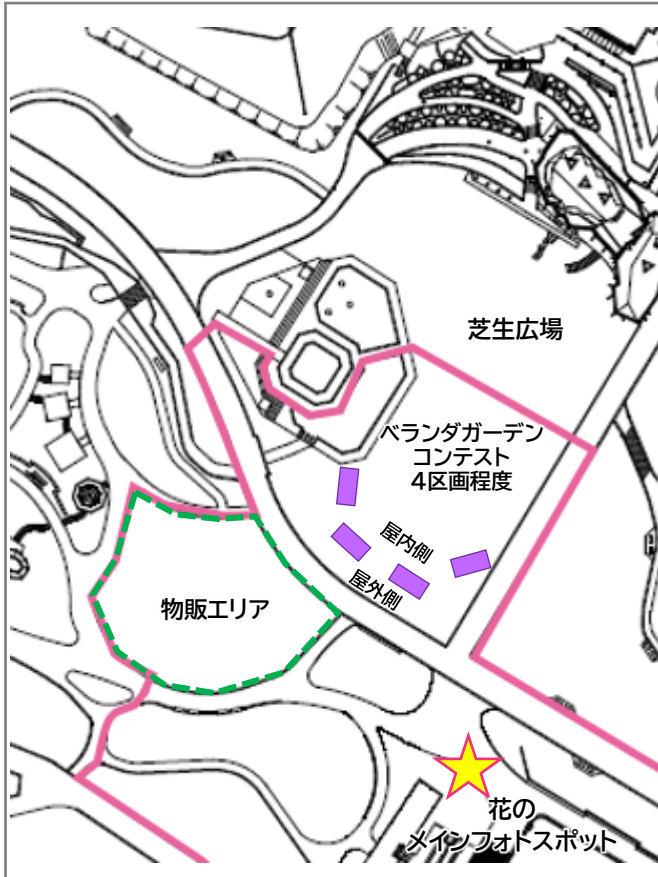 芝生広場
ベランダガーデン
コンテスト
4区画程度
屋内側
屋外側
物販エリア
花の
メインフォトスポット